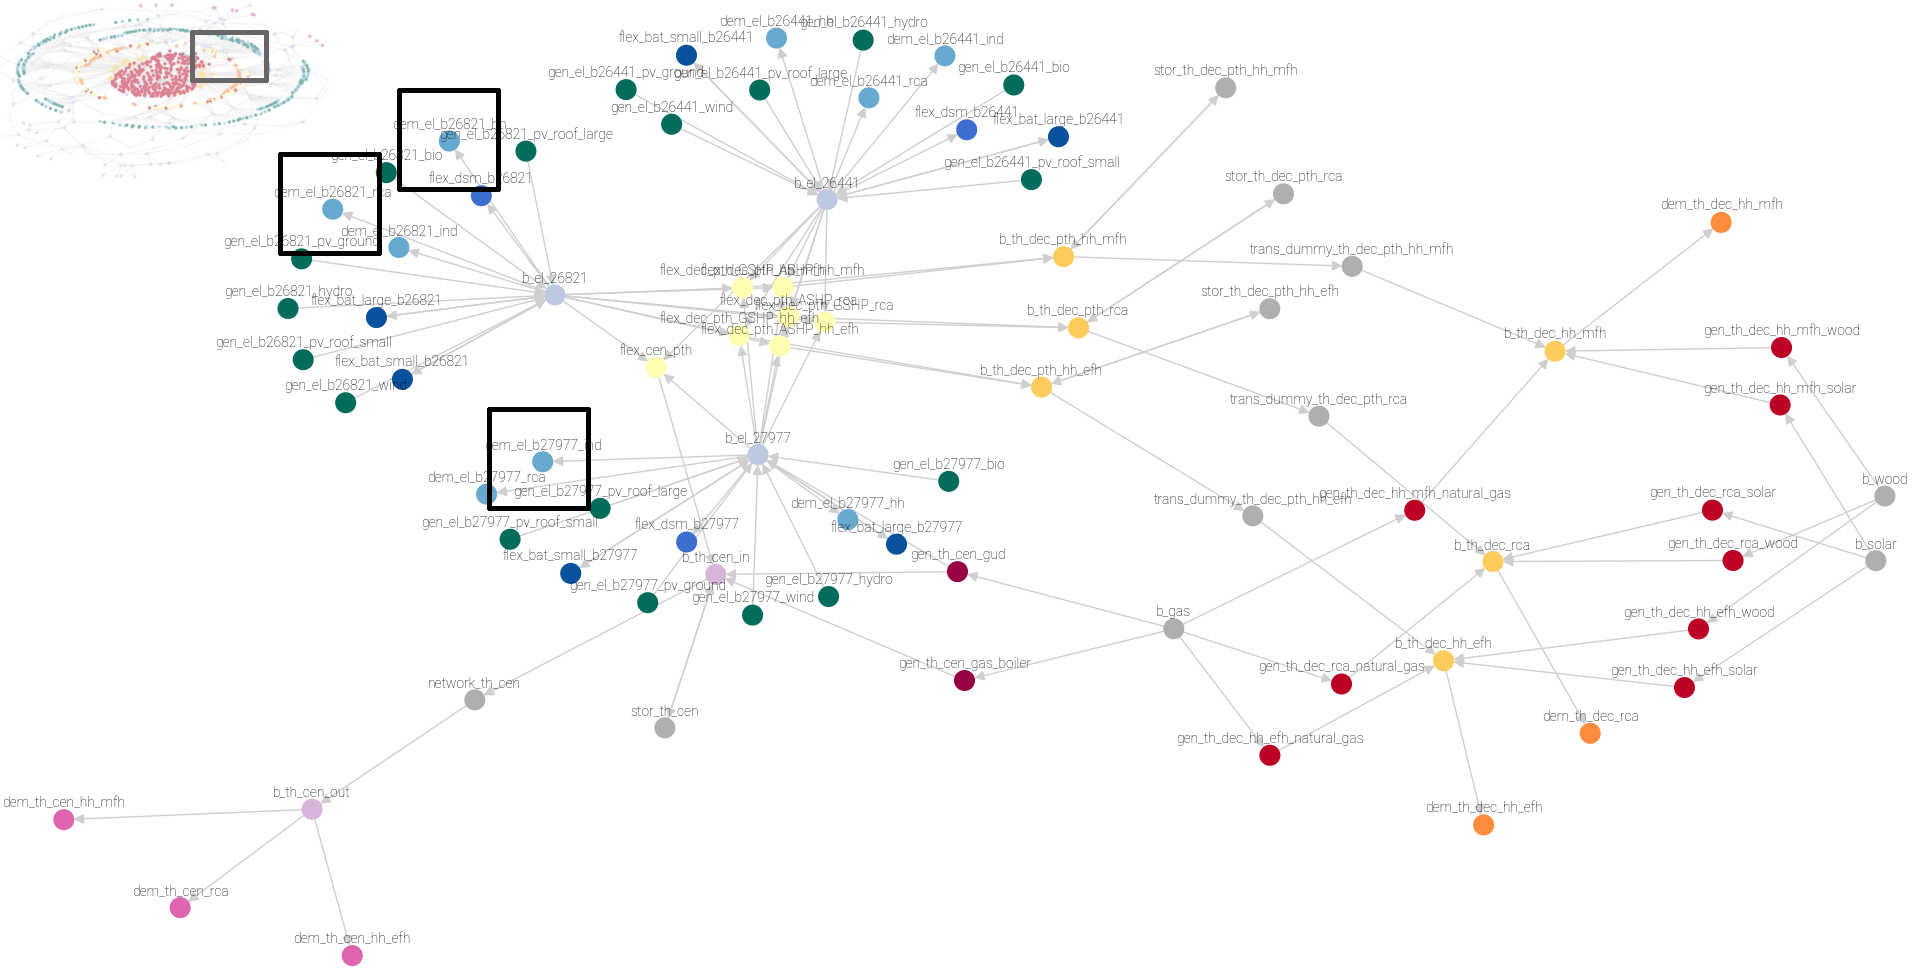 dem_el_b26441_hh
gen_el_b26441_hydro
flex_bat_small_b26441
dem_el_b26441_ind
gen_el_b26441_pv_ground
gen_el_b26441_pv_roof_large
gen_el_b26441_bio
stor_th_dec_pth_hh_mfh
dem_el_b26441_rca
gen_el_b26441_wind
flex_dsm_b26441
flex_bat_large_b26441
dem_el_b26821_hh
gen_el_b26821_pv_roof_large
gen_el_b26821_bio
gen_el_b26441_pv_roof_small
flex_dsm_b26821
stor_th_dec_pth_rca
b_el_26441
dem_el_b26821_rca
dem_th_dec_hh_mfh
dem_el_b26821_ind
gen_el_b26821_pv_ground
b_th_dec_pth_hh_mfh
trans_dummy_th_dec_pth_hh_mfh
flex_dec_pth_GSHP_hh_mfh
flex_dec_pth_ASHP_hh_mfh
b_el_26821
gen_el_b26821_hydro
flex_bat_large_b26821
stor_th_dec_pth_hh_efh
flex_dec_pth_ASHP_rca
flex_dec_pth_GSHP_rca
b_th_dec_pth_rca
flex_dec_pth_GSHP_hh_efh
flex_dec_pth_ASHP_hh_efh
b_th_dec_hh_mfh
gen_th_dec_hh_mfh_wood
gen_el_b26821_pv_roof_small
flex_cen_pth
flex_bat_small_b26821
b_th_dec_pth_hh_efh
gen_el_b26821_wind
gen_th_dec_hh_mfh_solar
trans_dummy_th_dec_pth_rca
b_el_27977
dem_el_b27977_ind
gen_el_b27977_bio
dem_el_b27977_rca
b_wood
gen_el_b27977_pv_roof_large
gen_th_dec_hh_mfh_natural_gas
gen_th_dec_rca_solar
trans_dummy_th_dec_pth_hh_efh
dem_el_b27977_hh
gen_el_b27977_pv_roof_small
flex_dsm_b27977
flex_bat_large_b27977
b_th_dec_rca
gen_th_dec_rca_wood
b_solar
flex_bat_small_b27977
b_th_cen_in
gen_th_cen_gud
gen_el_b27977_pv_ground
gen_el_b27977_hydro
gen_el_b27977_wind
b_gas
gen_th_dec_hh_efh_wood
b_th_dec_hh_efh
gen_th_cen_gas_boiler
gen_th_dec_rca_natural_gas
gen_th_dec_hh_efh_solar
network_th_cen
stor_th_cen
dem_th_dec_rca
gen_th_dec_hh_efh_natural_gas
b_th_cen_out
dem_th_cen_hh_mfh
dem_th_dec_hh_efh
dem_th_cen_rca
dem_th_cen_hh_efh